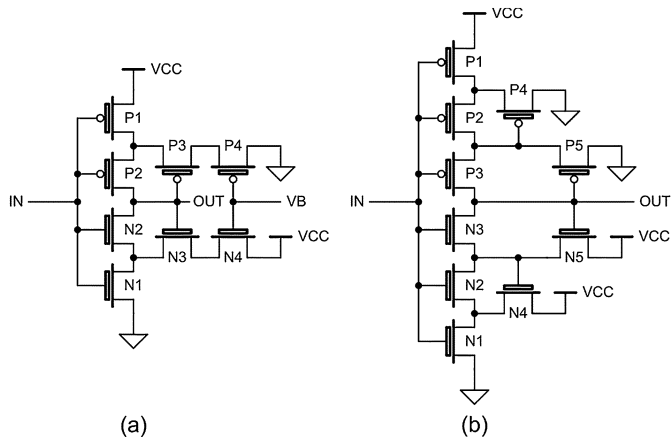 VCC
P1
P2
P3 P4
IN
OUT
VB
N2
N3 N4
VCC
N1
(a)
VCC
P1
P4
P2
P5
P3
IN
OUT
N3
VCC
N5
N2
VCC
N4
N1
(b)